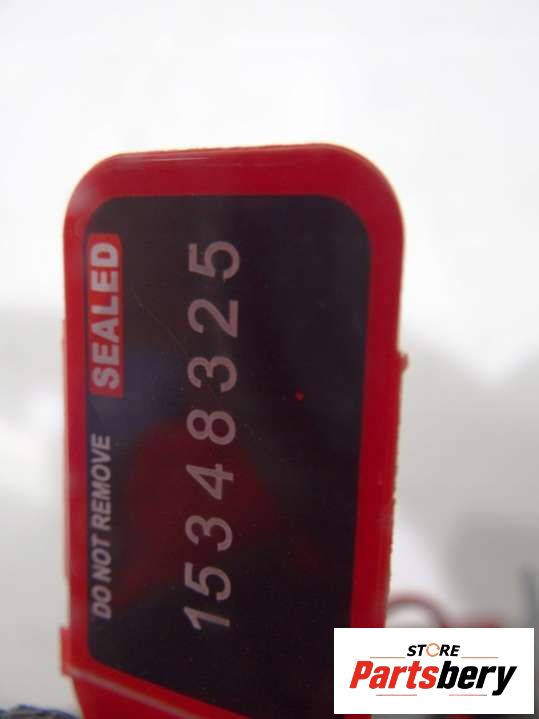 DO NOT REMOVE SEALED
15348325
STORE
Partsbery